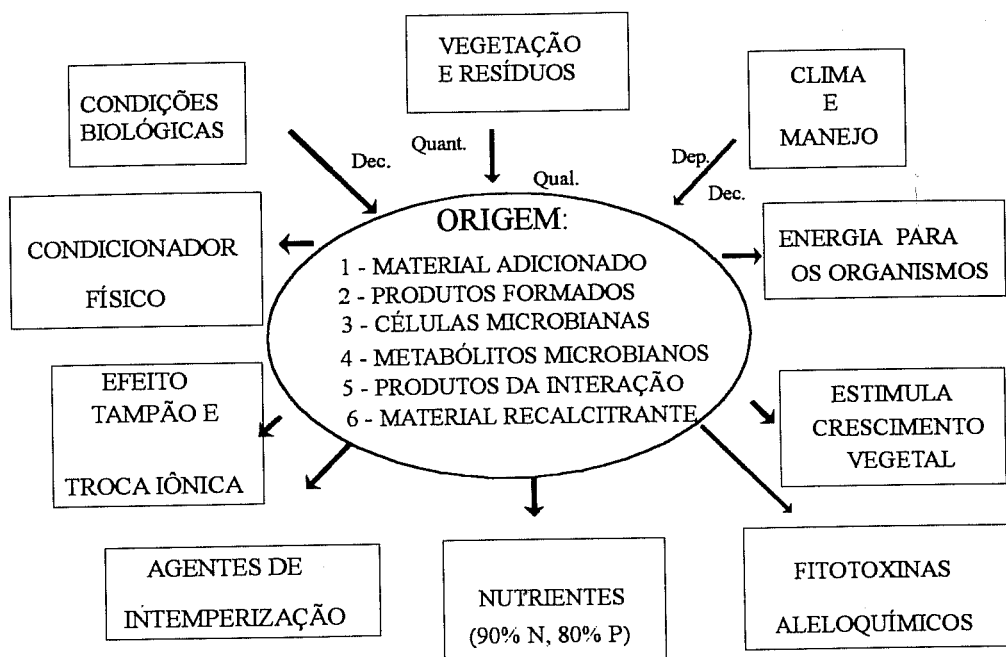 VEGETAÇÃO
E RESÍDUOS
CONDIÇÕES
BIOLÓGICAS
CLIMA
E
MANEJO
Dec.
Quant.
Qual.
Dep.
Dec.
CONDICIONADOR
FÍSICO
ORIGEM:
1 - MATERIAL ADICIONADO
2 - PRODUTOS FORMADOS
3 - CÉLULAS MICROBIANAS
4 - METABÓLITOS MICROBIANOS
5 - PRODUTOS DA INTERAÇÃO
6 - MATERIAL RECALCITRANTE
ENERGIA PARA
OS ORGANISMOS
EFEITO
TAMPÃO E
TROCA IÔNICA
ESTIMULA
CRESCIMENTO
VEGETAL
AGENTES DE
INTEMPERIZAÇÃO
NUTRIENTES
(90% N, 80% P)
FITOTOXINAS
ALELOQUÍMICOS